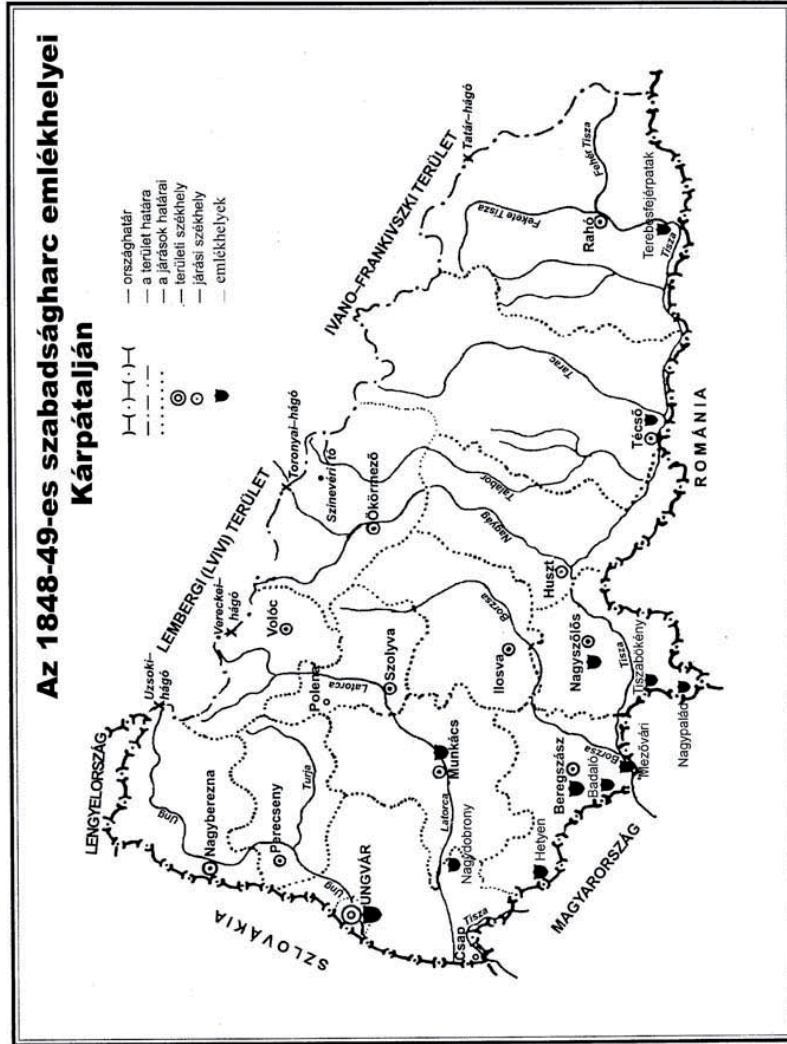 Az 1848-49-es szabadságharc emlékhelyei
Kárpátalján
országhatár
a terület határa
a járások határai
területi székhely
járási székhely
emlékhelyek
LENGYELORSZÁG
Uzsoki-
hágó
LEMBERGI (LVIVI) TERÜLET
Vereckei-
hágó
Toronyai-hágó
IVANO-FRANKIVSZKI TERÜLET
Tatár-hágó
SZLOVÁKIA
Ung
Nagyberezna
Perecseny
Turja
Ung
UNGVÁR
Volóc
Polena
Latorca
Szolyva
Szinevéri tó
Ökörmező
Munkács
Latorca
Nagydobrony
Csap
Tisza
Hetyen
MAGYARORSZÁG
Ilosva
Borzsa
Nagyág
Talabor
Tarac
Fekete Tisza
Fehér Tisza
Rahó
Terebesfejérpatak
Tisza
Beregszász
Badaló
Borzsa
Mezővári
Nagyszőlős
Huszt
Tisza
Tiszabökény
Nagypalád
Técső
ROMÁNIA